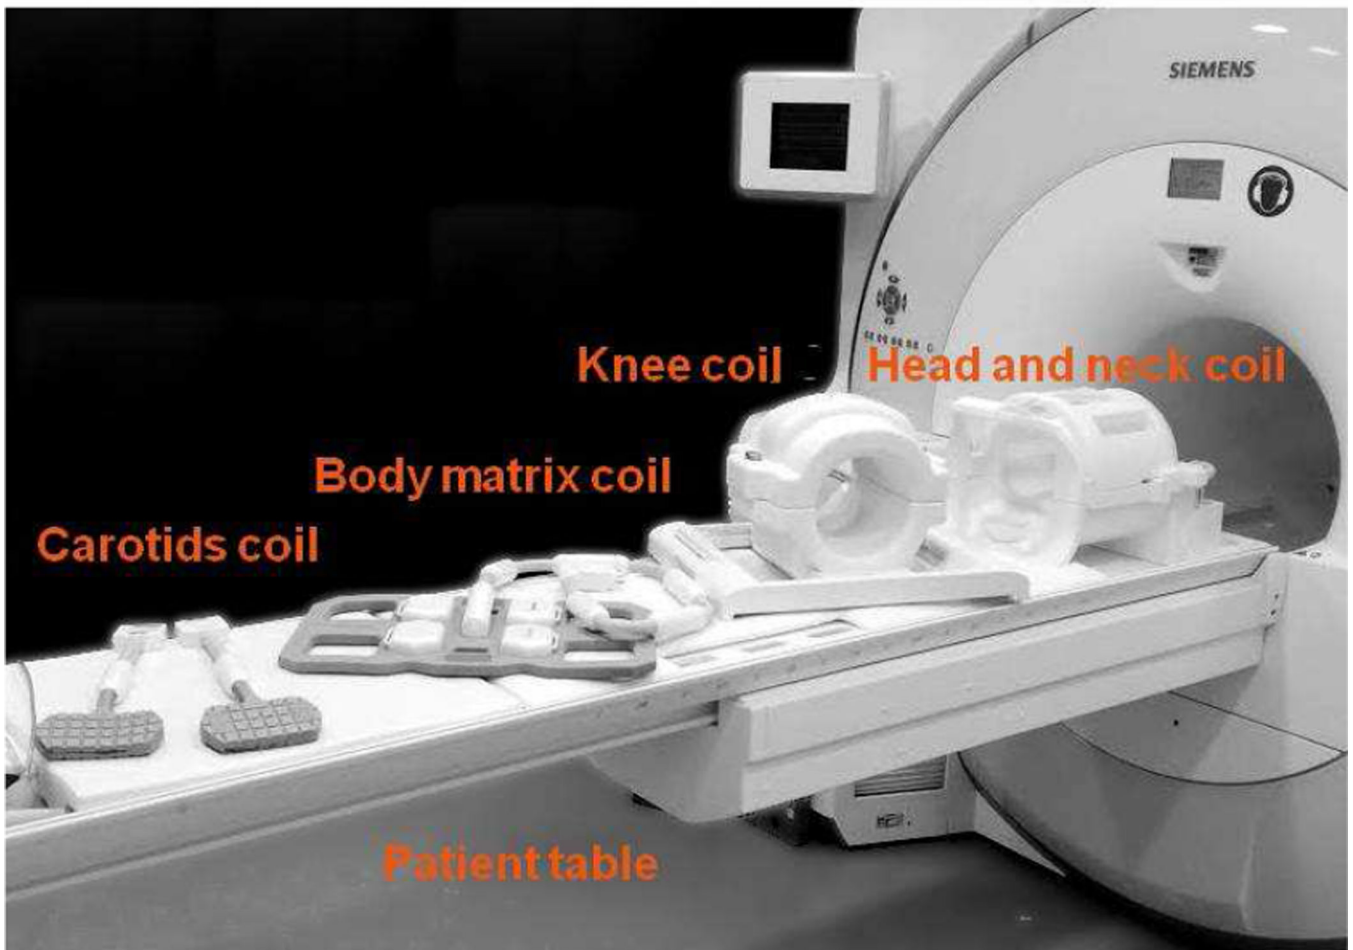 SIEMENS
Knee coil
Head and neck coil
Body matrix coil
Carotids coil
Patient table